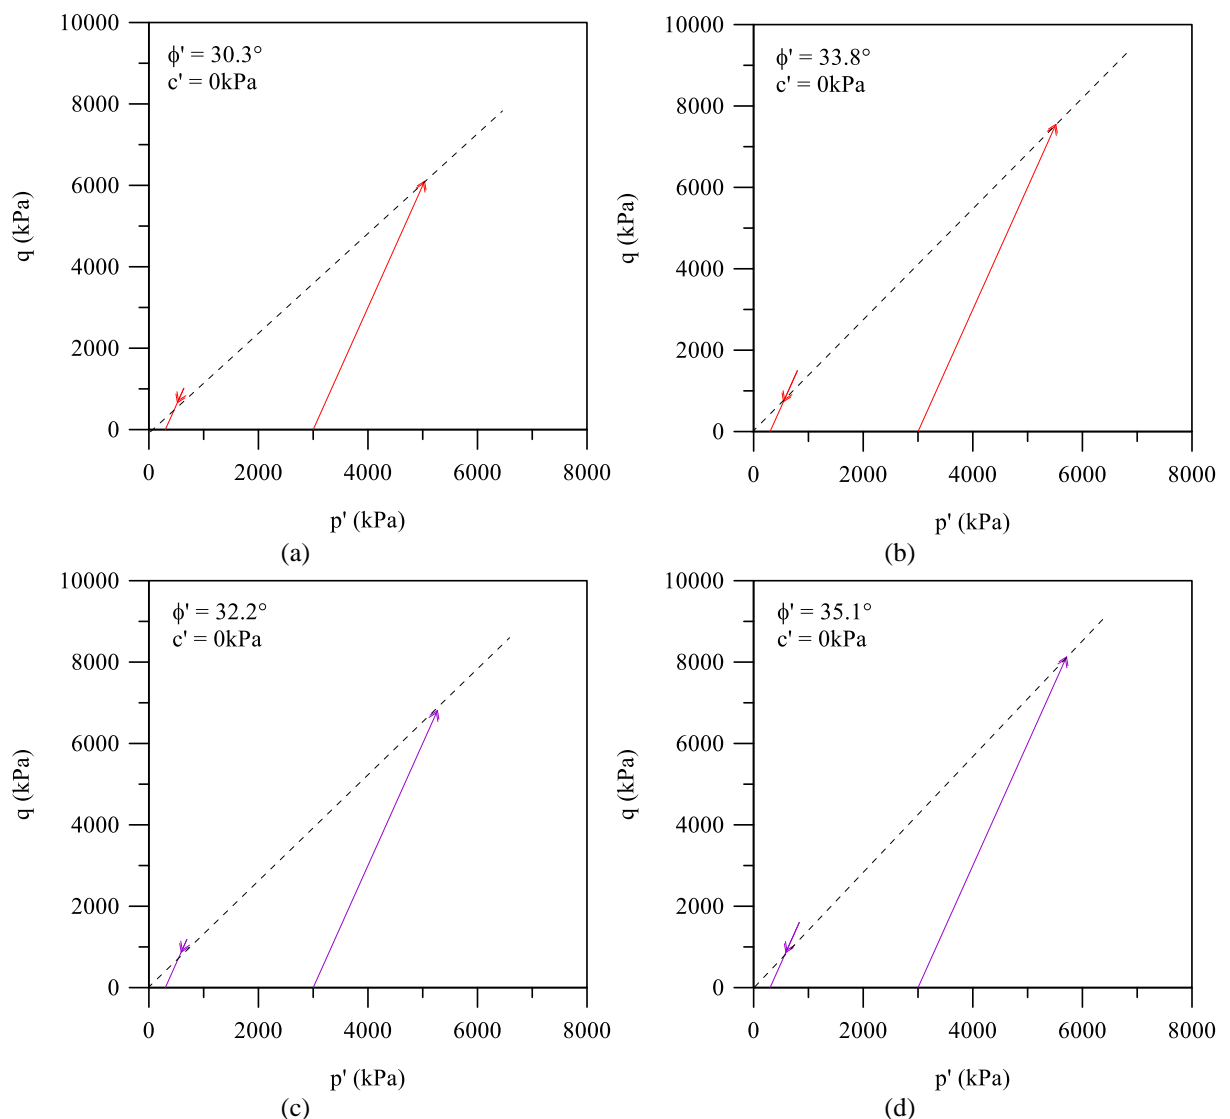 10000
8000
6000
4000
2000
0
q (kPa)
ϕ' = 30.3°
c' = 0kPa
0 2000 4000 6000 8000
p' (kPa)
(a)
10000
8000
6000
4000
2000
0
q (kPa)
ϕ' = 33.8°
c' = 0kPa
0 2000 4000 6000 8000
p' (kPa)
(b)
10000
8000
6000
4000
2000
0
q (kPa)
ϕ' = 32.2°
c' = 0kPa
0 2000 4000 6000 8000
p' (kPa)
(c)
10000
8000
6000
4000
2000
0
q (kPa)
ϕ' = 35.1°
c' = 0kPa
0 2000 4000 6000 8000
p' (kPa)
(d)